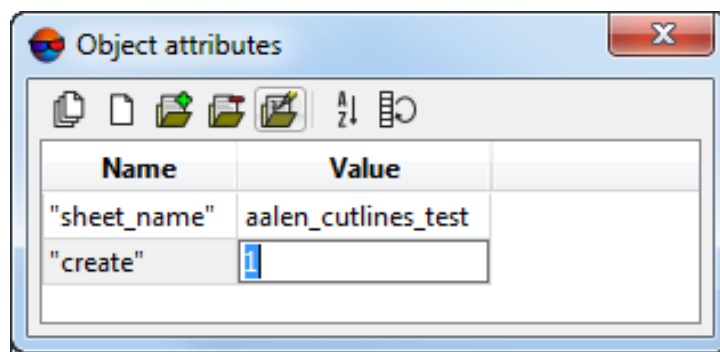 Object attributes
Name Value
"sheet_name" aalen_cutlines_test
"create" 1